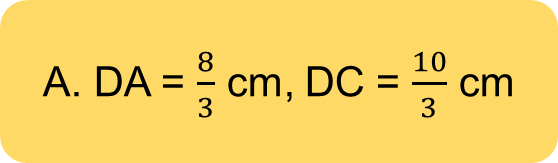 A. DA = 8/3 cm, DC = 10/3 cm